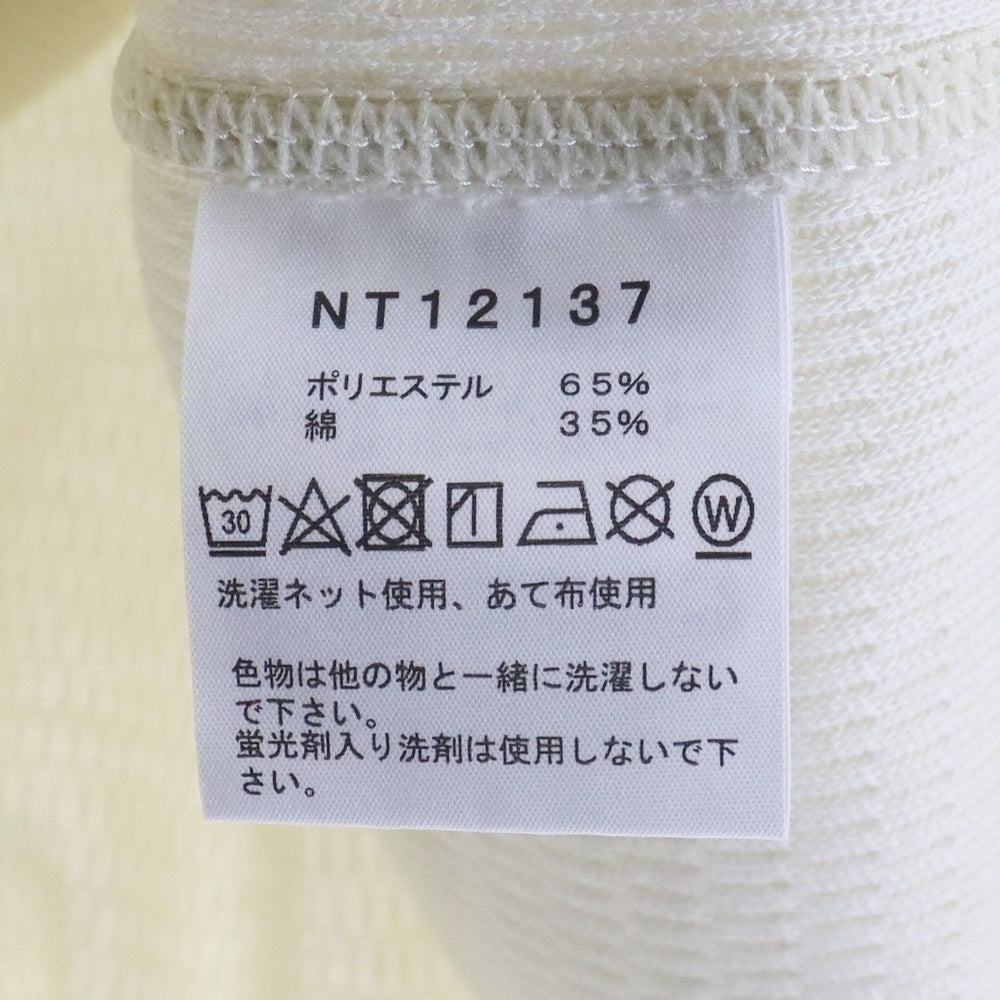 NT12137
ポリエステル 65%
綿 35%
30 W
洗濯ネット使用、あて布使用
色物は他の物と一緒に洗濯しない
で下さい。
蛍光剤入り洗剤は使用しないで下
さい。